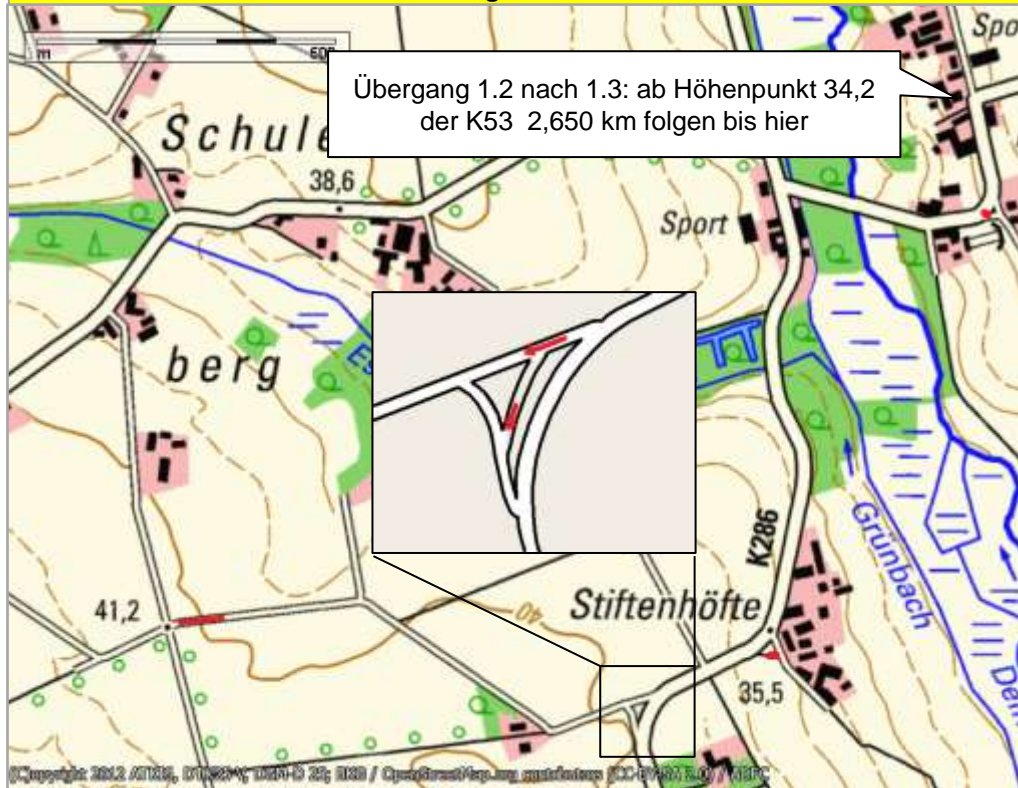 m 600
Spo
Übergang 1.2 nach 1.3: ab Höhenpunkt 34,2
der K53 2,650 km folgen bis hier
Schule
38,6
Sport
berg
K286
Grünbach
41,2
40
Stiftenhöfte
35,5